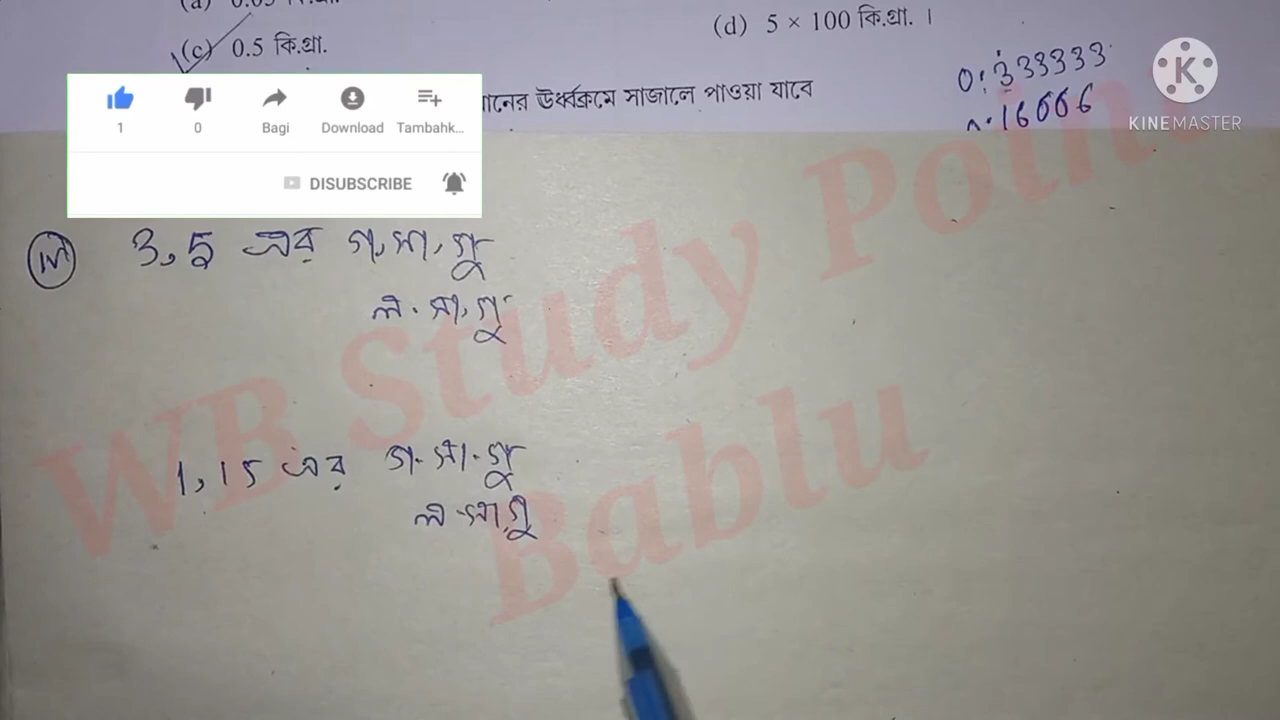 (c) 0.5 কি.গ্রা.
(d) 5 × 100 কি.গ্রা. ।
মানের ঊর্ধ্বক্রমে সাজালে পাওয়া যাবে
0.333333
0.16666
KINEMASTER
1 0 Bagi Download Tambahk...
DISUBSCRIBE
3, 5 এর গ.সা.গু
ল.সা.গু
1, 15 এর গ.সা.গু
ল.সা.গু
WB Study Point
Bablu